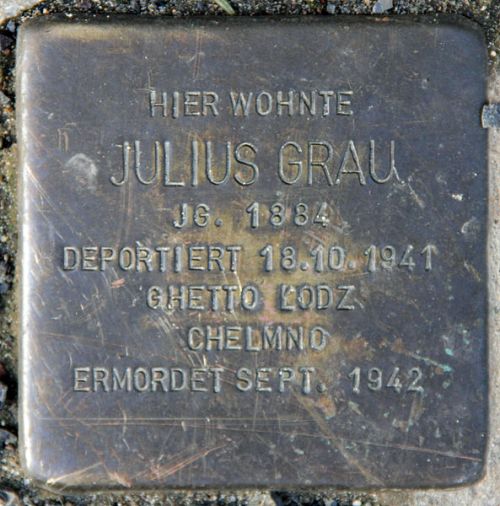 HIER WOHNTE
JULIUS GRAU
JG. 1884
DEPORTIERT 18.10.1941
GHETTO ŁODZ
CHELMNO
ERMORDET SEPT. 1942